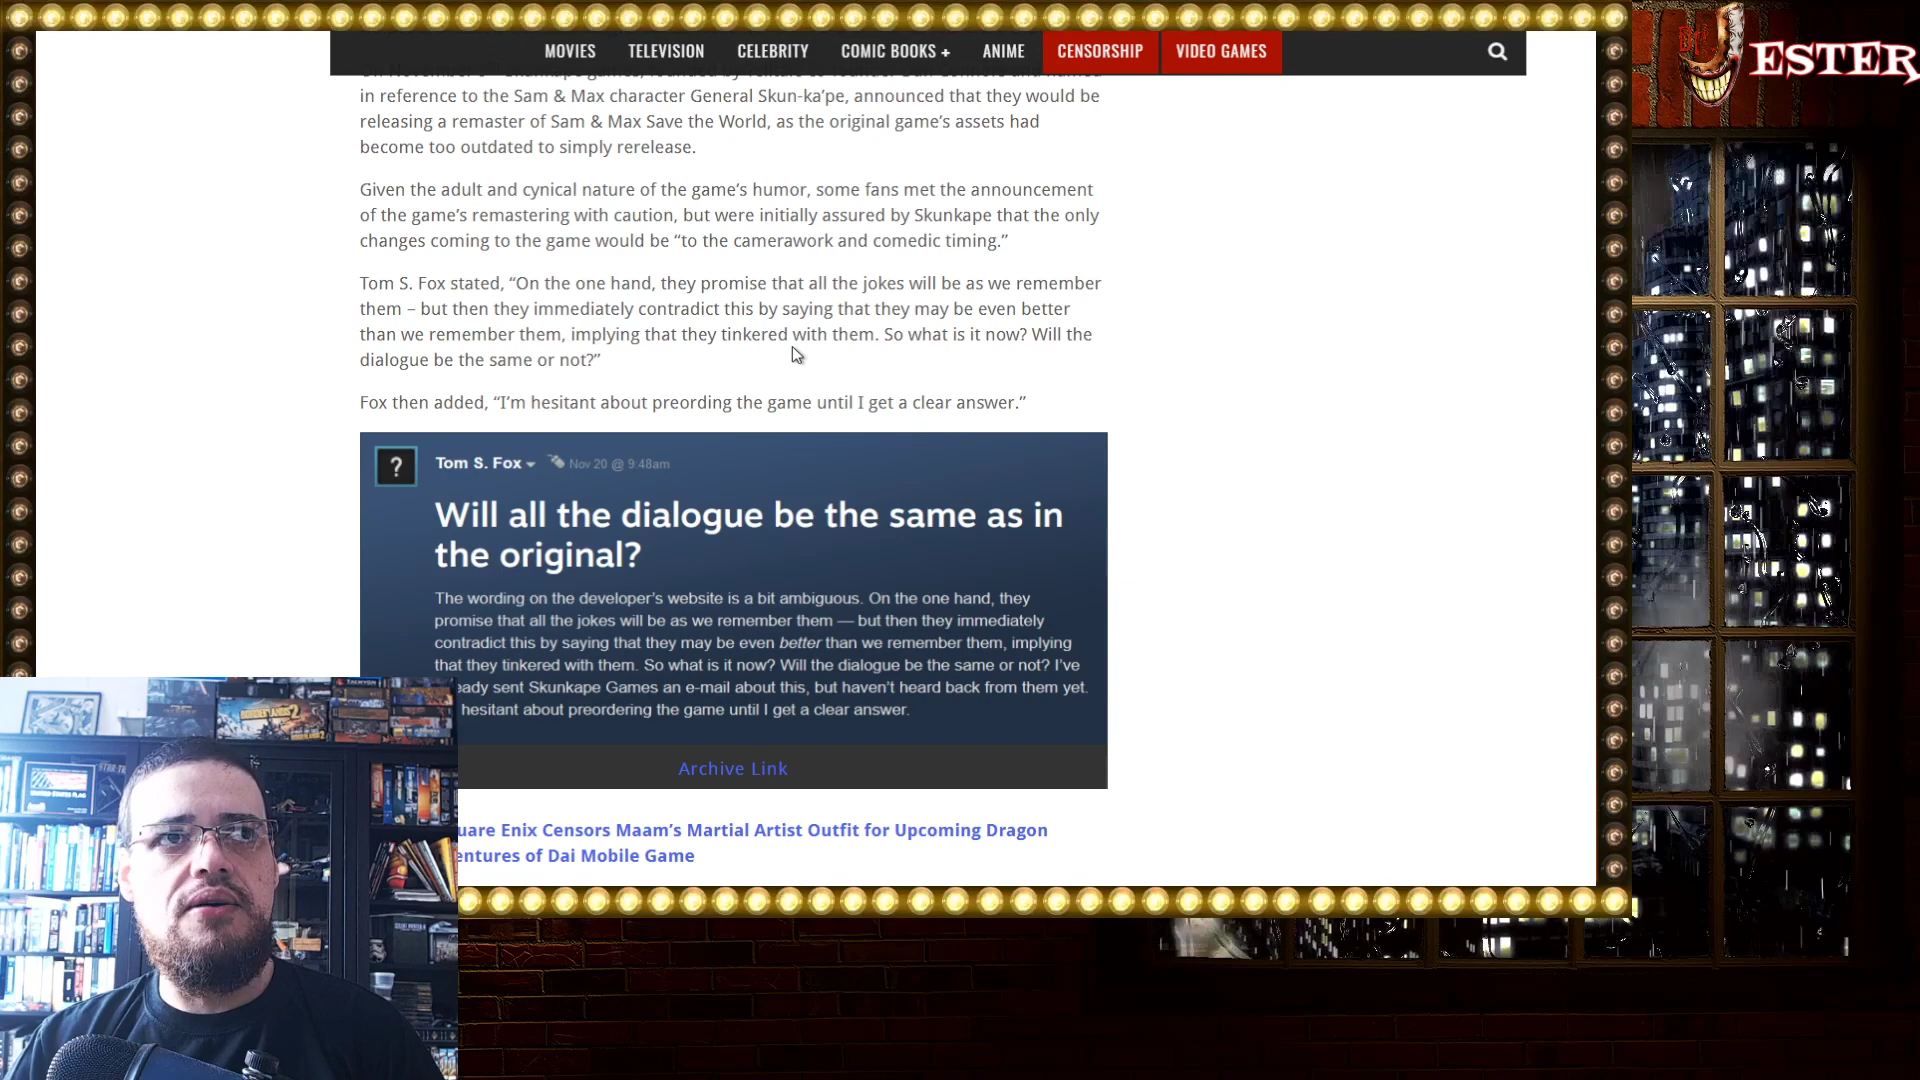 MOVIES TELEVISION CELEBRITY COMIC BOOKS + ANIME CENSORSHIP VIDEO GAMES
ESTER
in reference to the Sam & Max character General Skun-ka’pe, announced that they would be
releasing a remaster of Sam & Max Save the World, as the original game’s assets had
become too outdated to simply rerelease.
Given the adult and cynical nature of the game’s humor, some fans met the announcement
of the game’s remastering with caution, but were initially assured by Skunkape that the only
changes coming to the game would be “to the camerawork and comedic timing.”
Tom S. Fox stated, “On the one hand, they promise that all the jokes will be as we remember
them – but then they immediately contradict this by saying that they may be even better
than we remember them, implying that they tinkered with them. So what is it now? Will the
dialogue be the same or not?”
Fox then added, “I’m hesitant about preording the game until I get a clear answer.”
?
Tom S. Fox Nov 20 @ 9:48am
Will all the dialogue be the same as in
the original?
The wording on the developer's website is a bit ambiguous. On the one hand, they
promise that all the jokes will be as we remember them — but then they immediately
contradict this by saying that they may be even better than we remember them, implying
that they tinkered with them. So what is it now? Will the dialogue be the same or not? I've
eady sent Skunkape Games an e-mail about this, but haven't heard back from them yet.
hesitant about preordering the game until I get a clear answer.
Archive Link
uare Enix Censors Maam’s Martial Artist Outfit for Upcoming Dragon
entures of Dai Mobile Game
BORDERLANDS 2